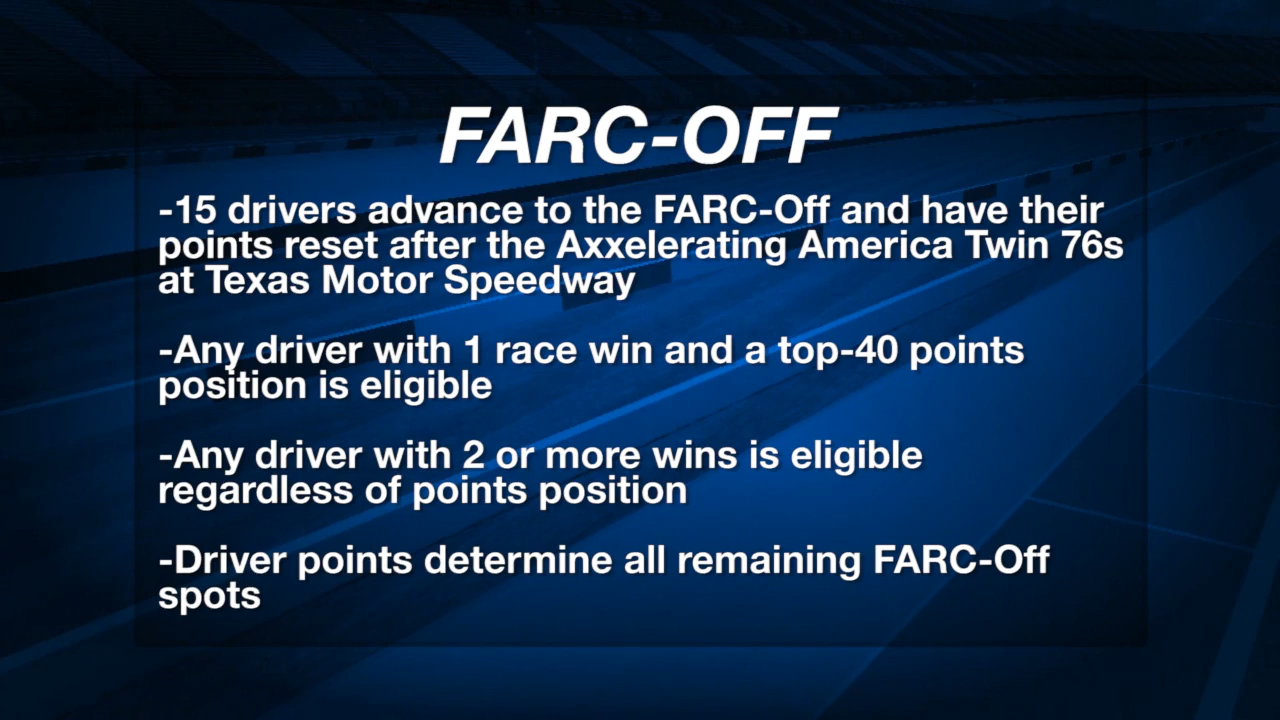 FARC-OFF
-15 drivers advance to the FARC-Off and have their
points reset after the Axxelerating America Twin 76s
at Texas Motor Speedway
-Any driver with 1 race win and a top-40 points
position is eligible
-Any driver with 2 or more wins is eligible
regardless of points position
-Driver points determine all remaining FARC-Off
spots